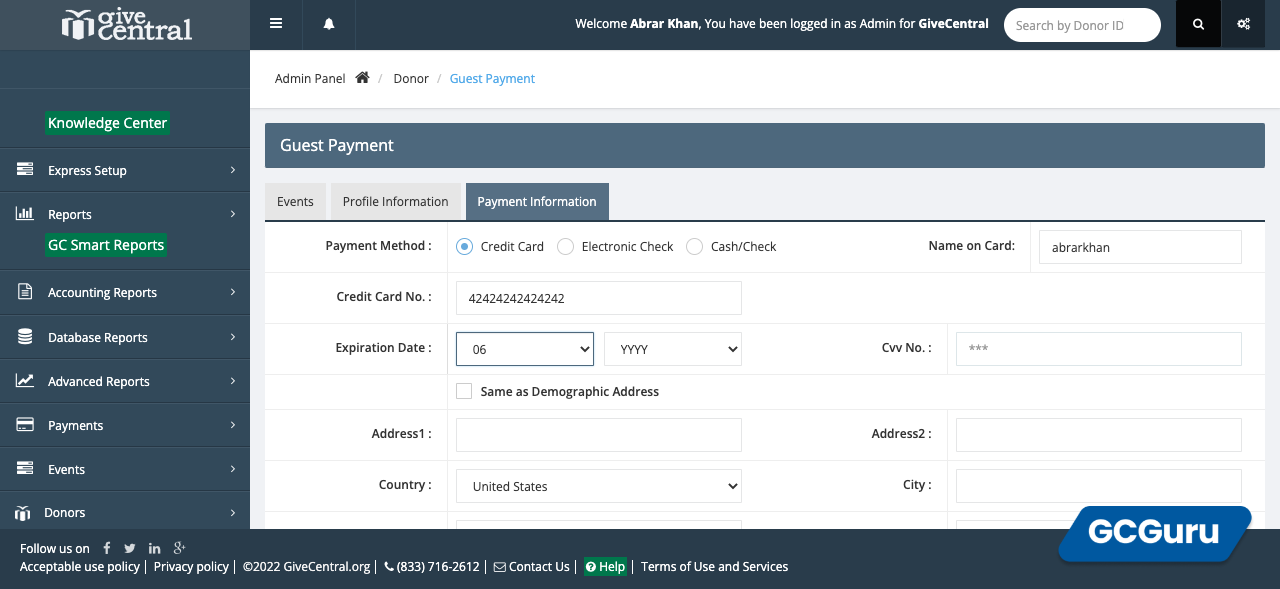 give central
Welcome Abrar Khan, You have been logged in as Admin for GiveCentral
Search by Donor ID
Admin Panel / Donor / Guest Payment
Knowledge Center
Express Setup
Reports
GC Smart Reports
Accounting Reports
Database Reports
Advanced Reports
Payments
Events
Donors
Guest Payment
Events Profile Information Payment Information
Payment Method : Credit Card Electronic Check Cash/Check Name on Card: abrarkhan
Credit Card No. : 42424242424242
Expiration Date : 06 YYYY Cvv No. : ***
Same as Demographic Address
Address1 : Address2 :
Country : United States City :
GCGuru
Follow us on
Acceptable use policy | Privacy policy | ©2022 GiveCentral.org | (833) 716-2612 | Contact Us | Help | Terms of Use and Services